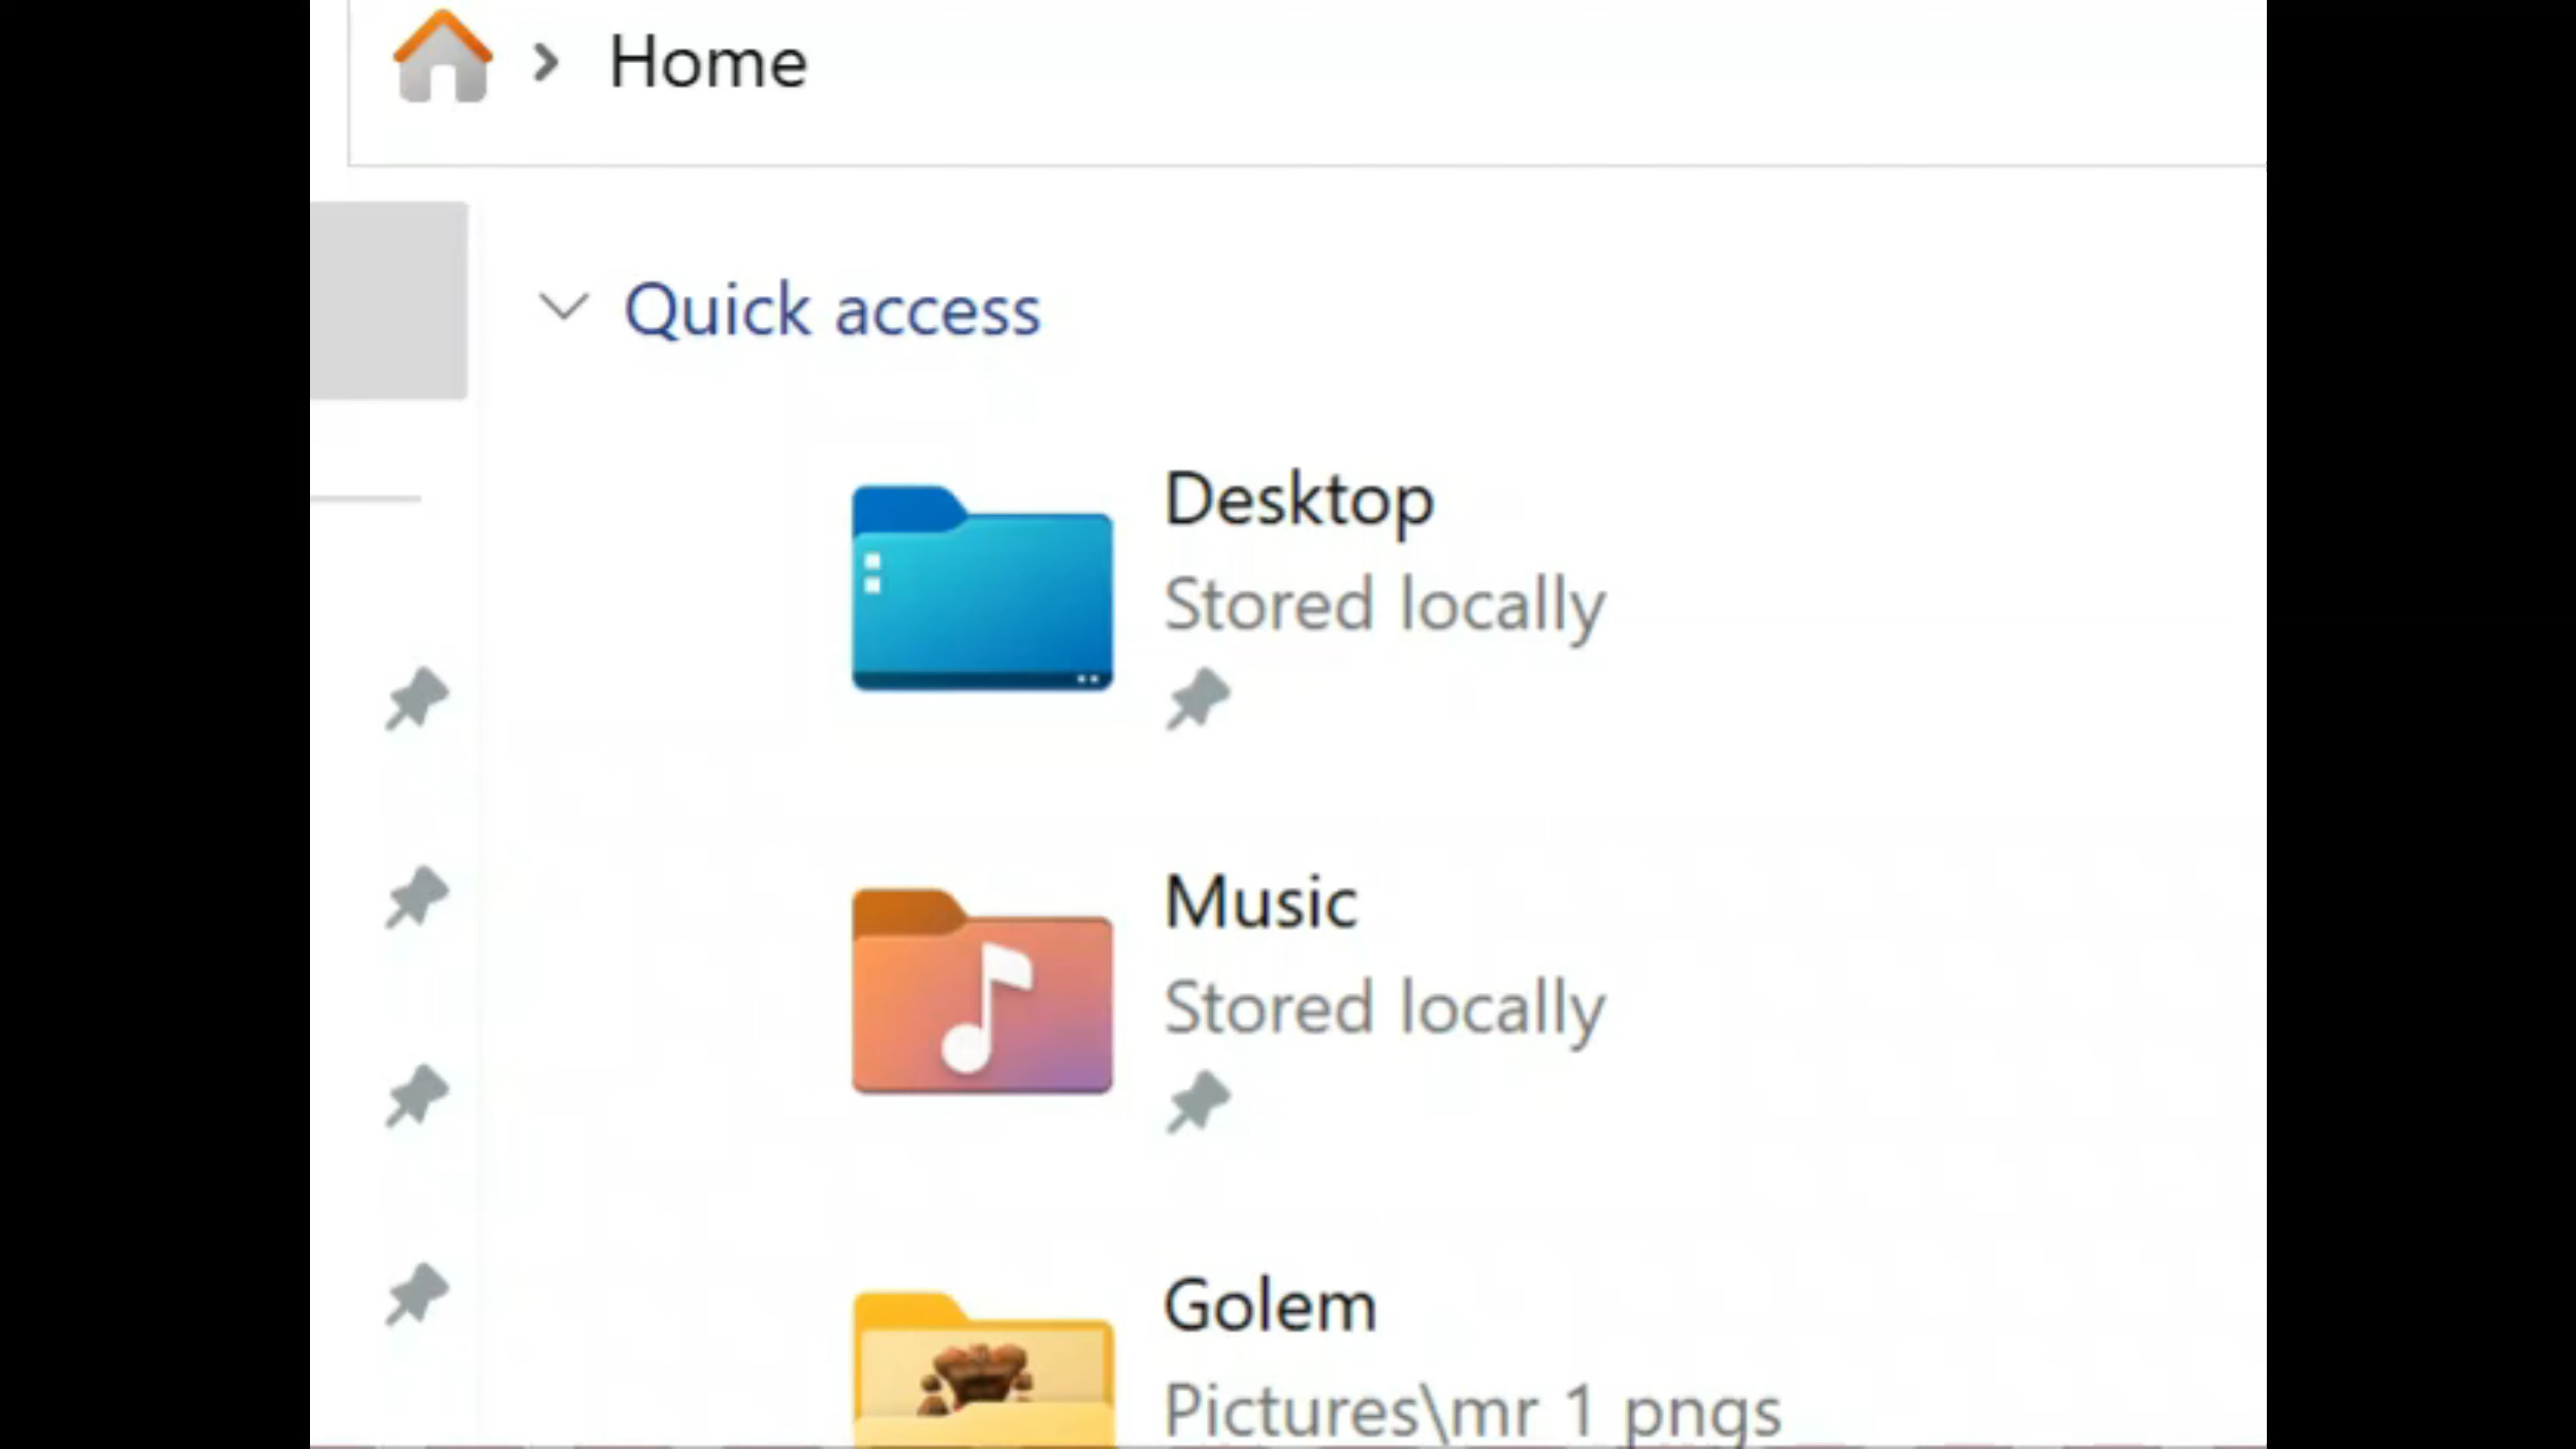 Home
Quick access
Desktop
Stored locally
Music
Stored locally
Golem
Pictures\mr 1 pngs